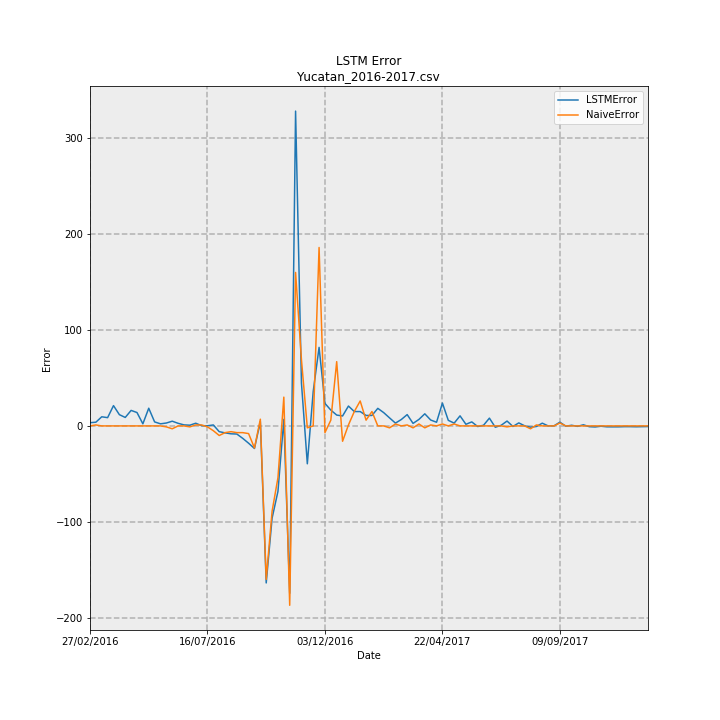 LSTM Error
Yucatan_2016-2017.csv
LSTMError
NaiveError
300
200
100
0
−100
−200
Error
27/02/2016
16/07/2016
03/12/2016
22/04/2017
09/09/2017
Date